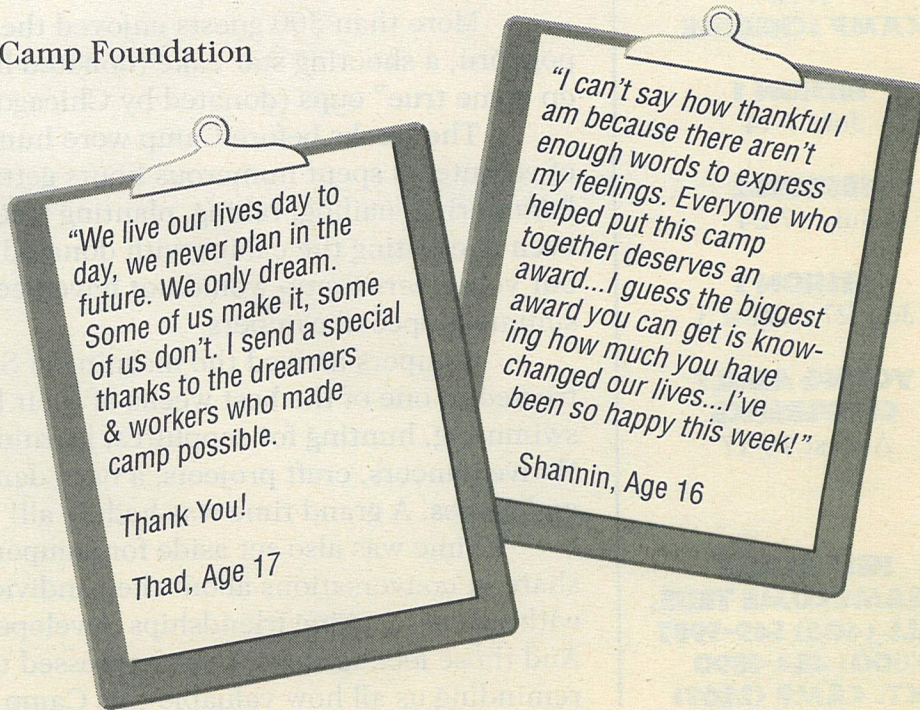 Camp Foundation
"We live our lives day to
day, we never plan in the
future. We only dream.
Some of us make it, some
of us don't. I send a special
thanks to the dreamers
& workers who made
camp possible.
Thank You!
Thad, Age 17
"I can't say how thankful I
am because there aren't
enough words to express
my feelings. Everyone who
helped put this camp
together deserves an
award...I guess the biggest
award you can get is know-
ing how much you have
changed our lives...I've
been so happy this week!"
Shannin, Age 16